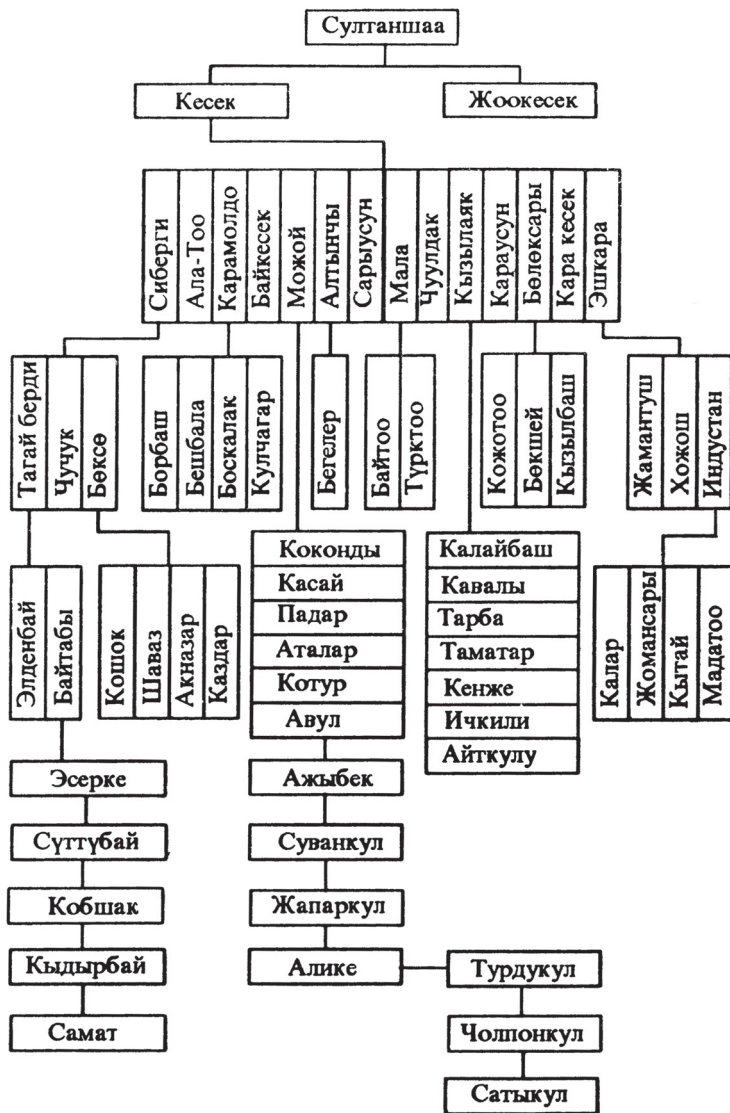 Султаншаа
Кесек
Жоокесек
Сиберги
Ала-Тоо
Карамолдо
Байкесек
Можой
Алтынчы
Сарыусун
Мала
Чуулдак
Кызылаяк
Караусун
Бөлөксары
Кара кесек
Эшкара
Тагай берди
Чучук
Бөксө
Борбаш
Бешбала
Боскалак
Кулчагар
Бегелер
Байтоо
Түрктоо
Кожотоо
Бөкшей
Кызылбаш
Жамантуш
Хожош
Индустан
Элденбай
Байтабы
Кошок
Шаваз
Акназар
Каздар
Коконды
Касай
Падар
Аталар
Котур
Авул
Калайбаш
Кавалы
Тарба
Таматар
Кенже
Ичкили
Айткулу
Калар
Жомансары
Кытай
Мадатоо
Эсерке
Сүттүбай
Кобшак
Кыдырбай
Самат
Ажыбек
Суванкул
Жапаркул
Алике
Турдукул
Чолпонкул
Сатыкул